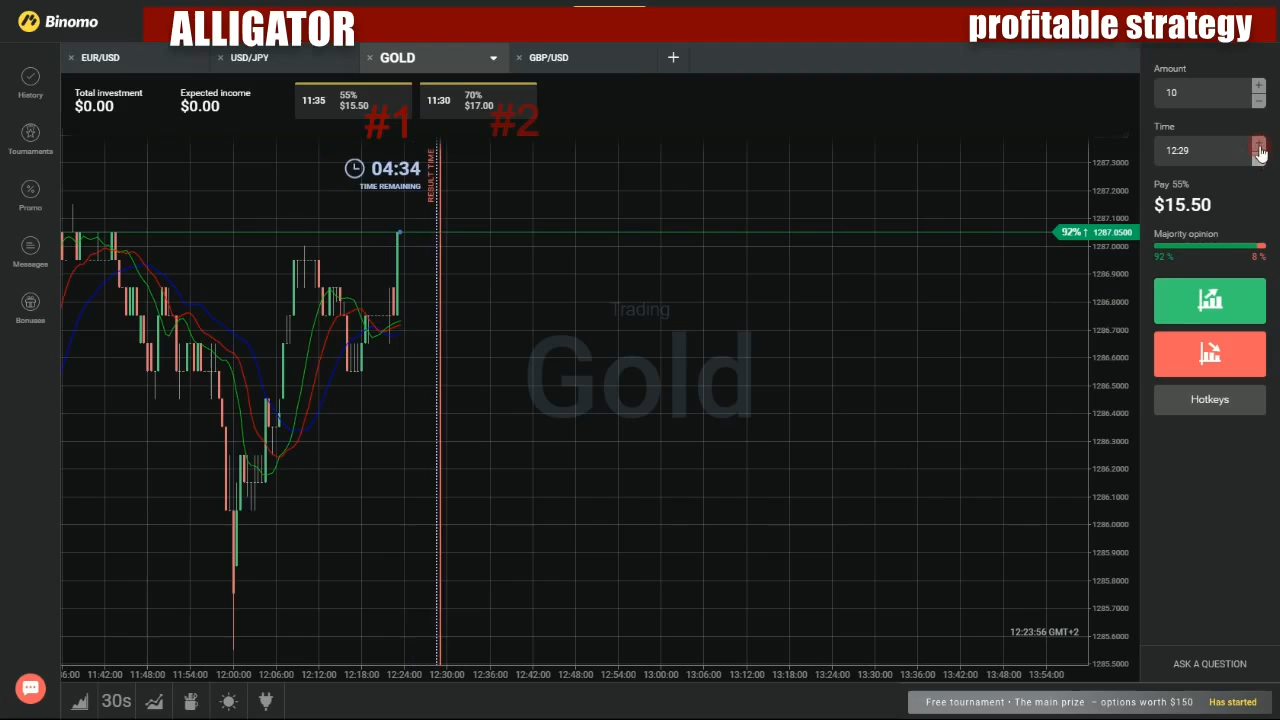 Binomo
ALLIGATOR
profitable strategy
EUR/USD
USD/JPY
GOLD
GBP/USD
Total investment
$0.00
Expected income
$0.00
11:35
55%
$15.50
11:30
70%
$17.00
#1
#2
History
Tournaments
Promo
Messages
Bonuses
04:34
TIME REMAINING
RESULT TIME
Trading
Gold
92%↑ 1287.0500
1287.3000
1287.2000
1287.1000
1287.0000
1286.9000
1286.8000
1286.7000
1286.6000
1286.5000
1286.4000
1286.3000
1286.2000
1286.1000
1286.0000
1285.9000
1285.8000
1285.7000
1285.6000
1285.5000
12:23:56 GMT+2
:36:00 11:42:00 11:48:00 11:54:00 12:00:00 12:06:00 12:12:00 12:18:00 12:24:00 12:30:00 12:36:00 12:42:00 12:48:00 12:54:00 13:00:00 13:06:00 13:12:00 13:18:00 13:24:00 13:30:00 13:36:00 13:42:00 13:48:00 13:54:00
30s
Amount
10
Time
12:29
Pay 55%
$15.50
Majority opinion
92 %
8 %
Hotkeys
ASK A QUESTION
Free tournament • The main prize – options worth $150 Has started